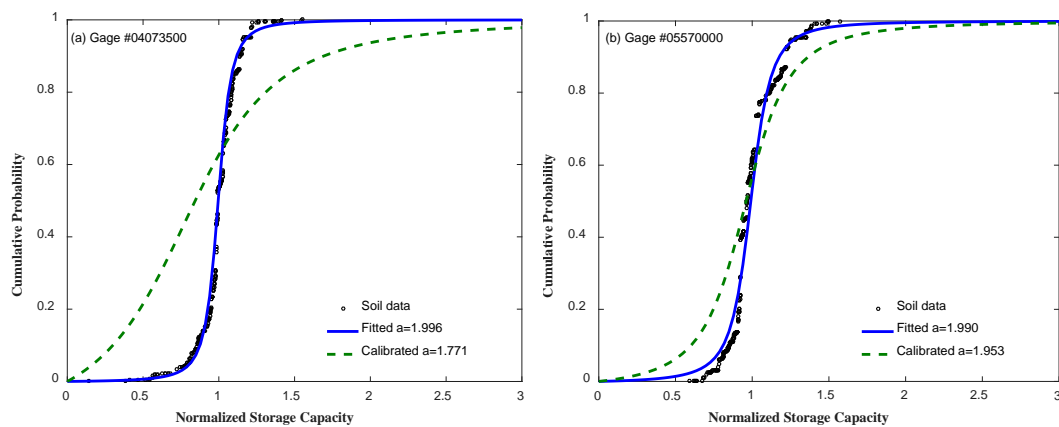 (a) Gage #04073500
Cumulative Probability
1
0.8
0.6
0.4
0.2
0
Soil data
Fitted a=1.996
Calibrated a=1.771
0 0.5 1 1.5 2 2.5 3
Normalized Storage Capacity
(b) Gage #05570000
Cumulative Probability
1
0.8
0.6
0.4
0.2
0
Soil data
Fitted a=1.990
Calibrated a=1.953
0 0.5 1 1.5 2 2.5 3
Normalized Storage Capacity